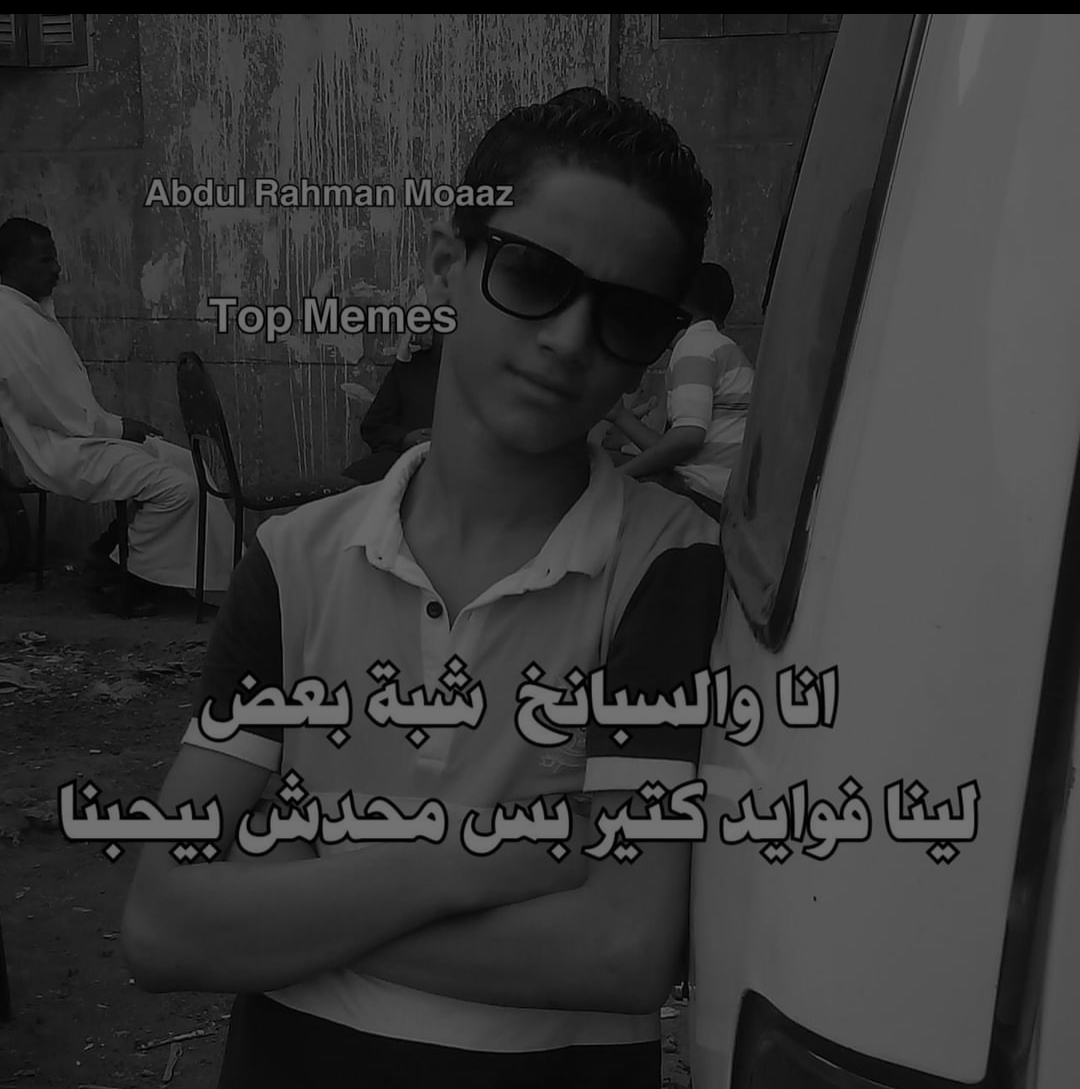 Abdul Rahman Moaaz
Top Memes
انا والسبانخ شبة بعض
لينا فوايد كتير بس محدش بيحبنا